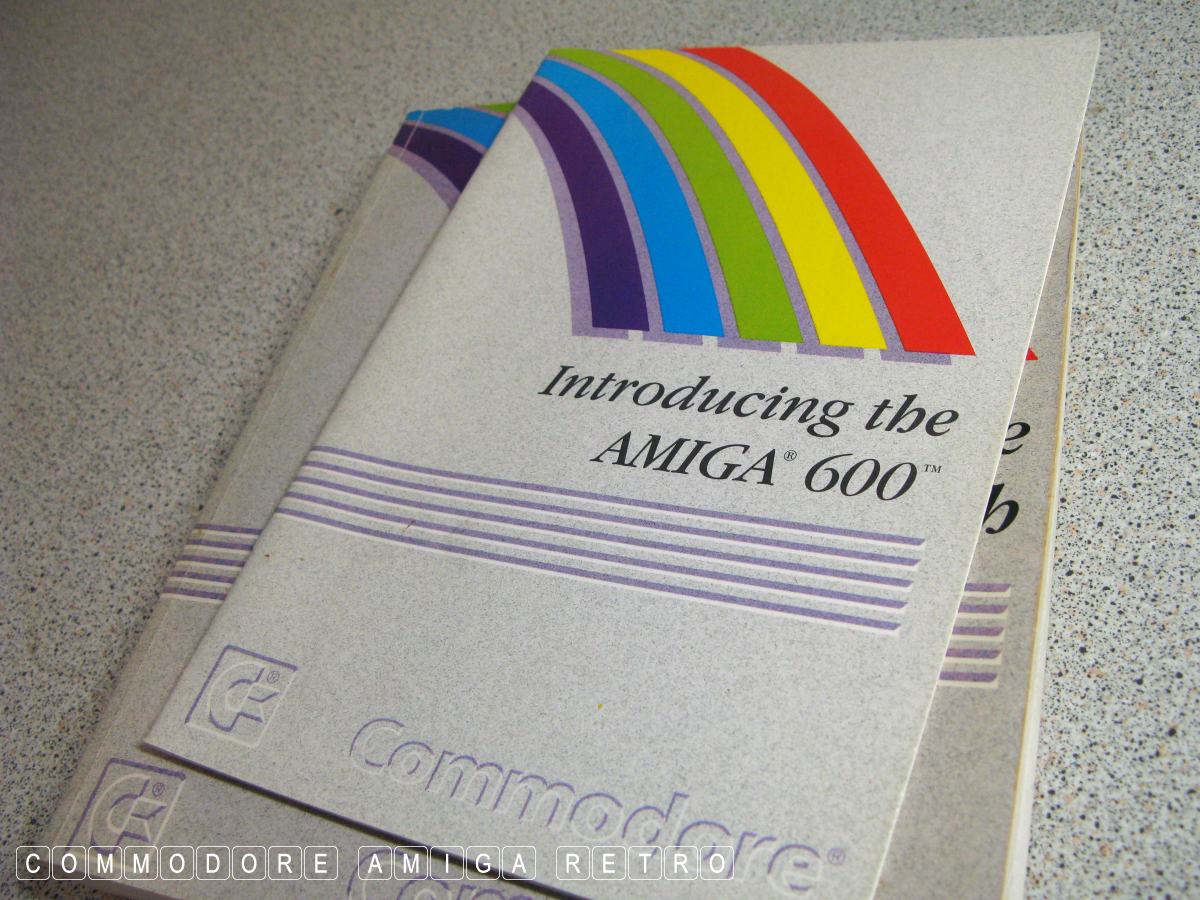 Introducing the
AMIGA® 600™
e
h
Commodore®
COMMODORE AMIGA RETRO